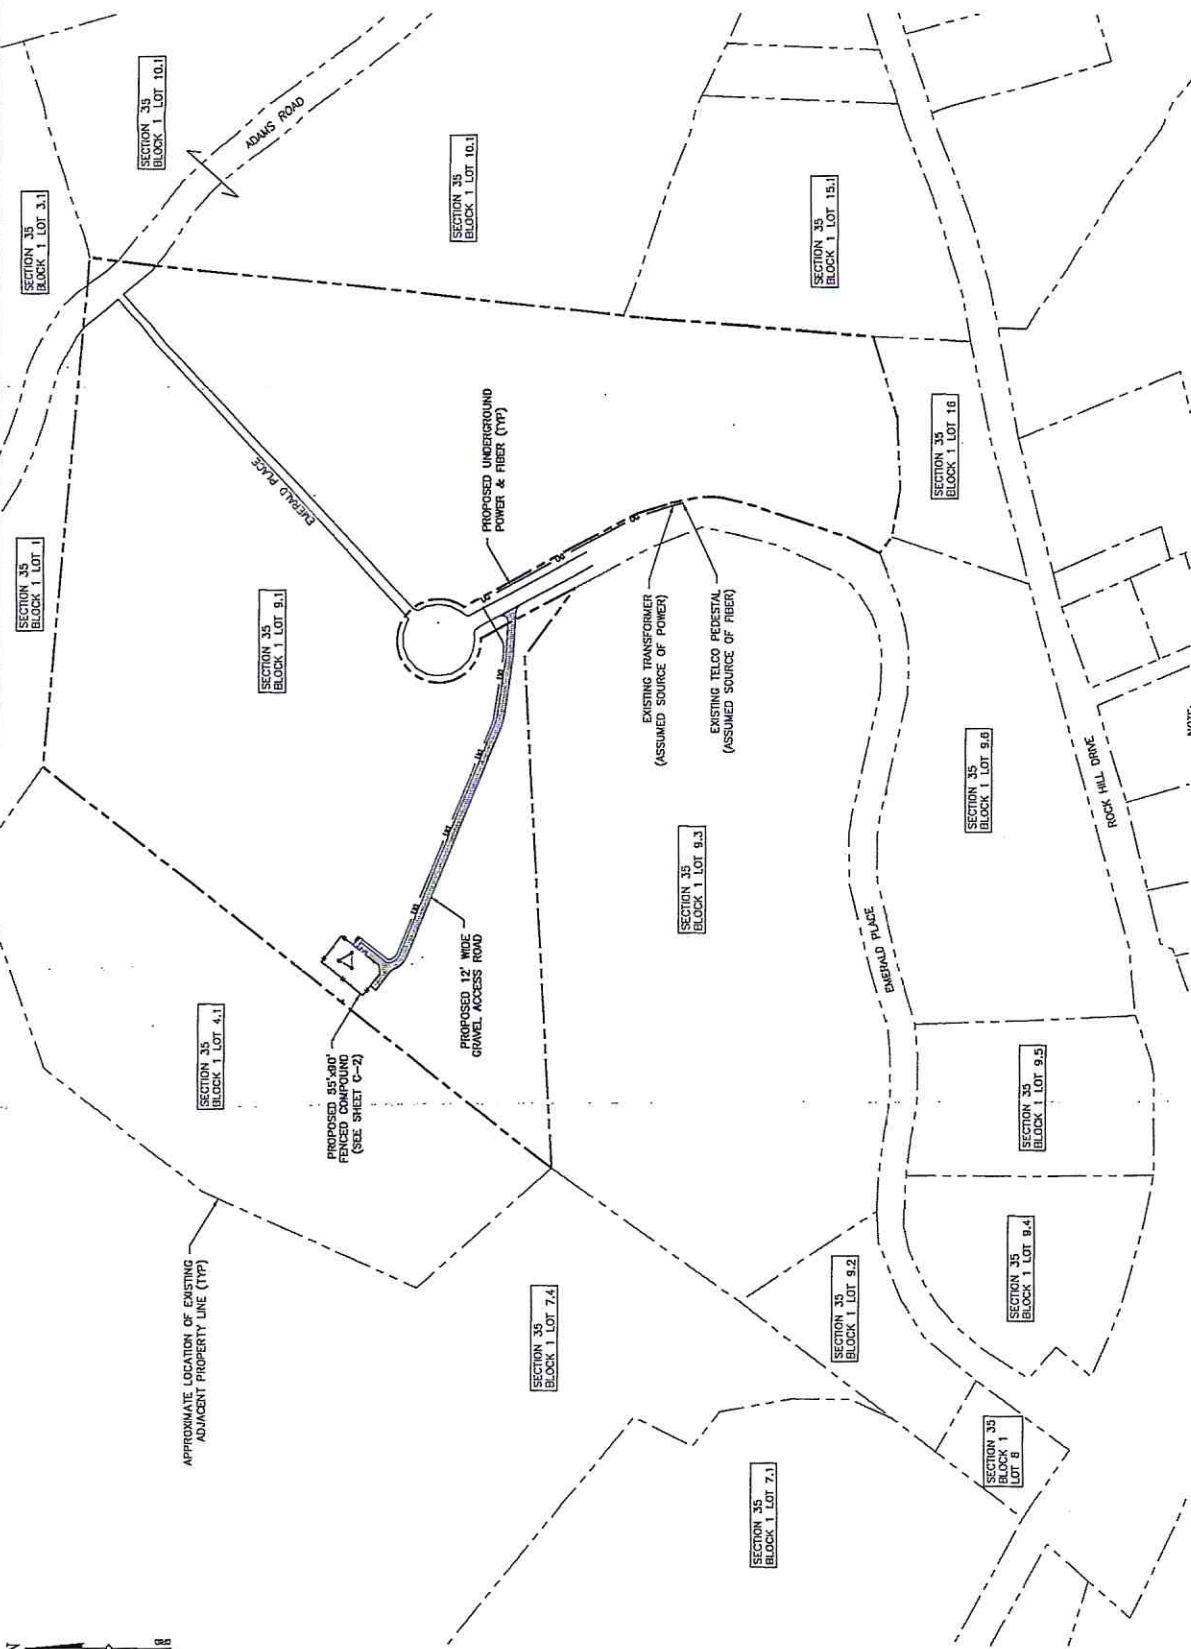 SECTION 35
BLOCK 1 LOT 3.1
SECTION 35
BLOCK 1 LOT 10.1
ADAMS ROAD
SECTION 35
BLOCK 1 LOT 10.1
SECTION 35
BLOCK 1 LOT 15.1
SECTION 35
BLOCK 1 LOT 1
EMERALD PLACE
SECTION 35
BLOCK 1 LOT 9.1
PROPOSED UNDERGROUND
POWER & FIBER (TYP)
SECTION 35
BLOCK 1 LOT 16
EXISTING TRANSFORMER
(ASSUMED SOURCE OF POWER)
EXISTING TELCO PEDESTAL
(ASSUMED SOURCE OF FIBER)
SECTION 35
BLOCK 1 LOT 9.3
SECTION 35
BLOCK 1 LOT 9.6
ROCK HILL DRIVE
NOTE:
EMERALD PLACE
PROPOSED 12' WIDE
GRAVEL ACCESS ROAD
SECTION 35
BLOCK 1 LOT 4.1
PROPOSED 55'x90'
FENCED COMPOUND
(SEE SHEET C-2)
SECTION 35
BLOCK 1 LOT 9.5
APPROXIMATE LOCATION OF EXISTING
ADJACENT PROPERTY LINE (TYP)
SECTION 35
BLOCK 1 LOT 7.4
SECTION 35
BLOCK 1 LOT 9.2
SECTION 35
BLOCK 1 LOT 9.4
SECTION 35
BLOCK 1
LOT 8
SECTION 35
BLOCK 1 LOT 7.1
N